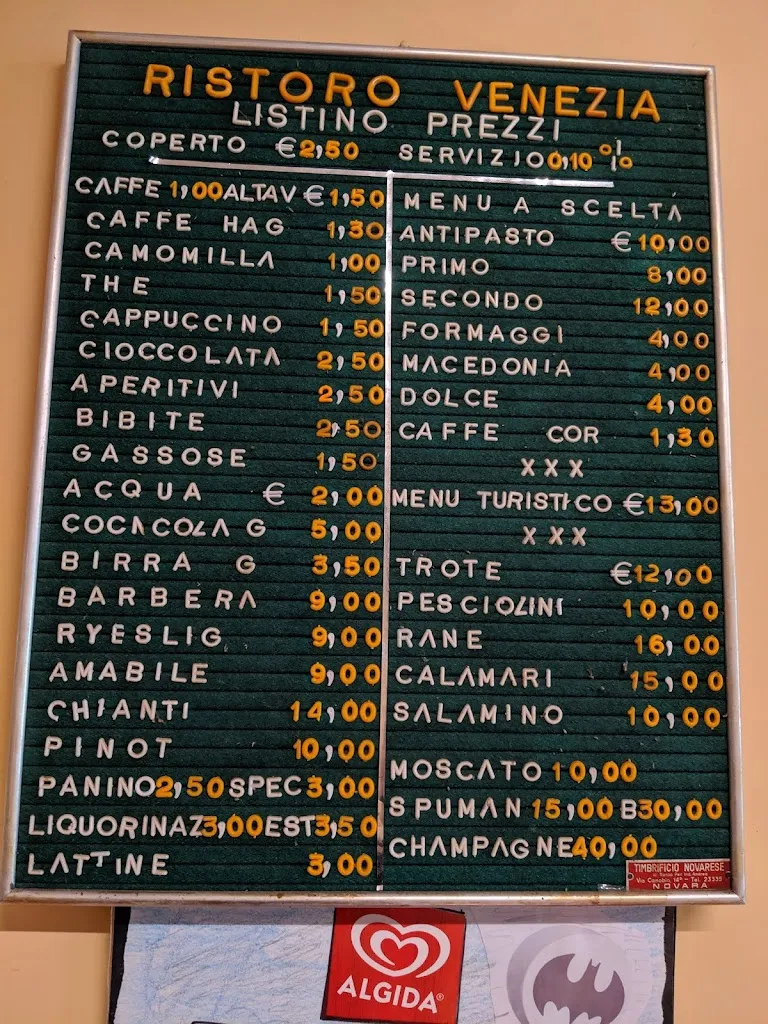 RISTORO VENEZIA
LISTINO PREZZI
COPERTO €2,50 SERVIZIO 0,10 %
CAFFE 1,00 ALTAV €1,50
CAFFE HAG 1,30
CAMOMILLA 1,00
THE 1,50
CAPPUCCINO 1,50
CIOCCOLATA 2,50
APERITIVI 2,50
BIBITE 2,50
GASSOSE 1,50
ACQUA € 2,00
COCACOLA G 5,00
BIRRA G 3,50
BARBERA 9,00
RYESLIG 9,00
AMABILE 9,00
CHIANTI 14,00
PINOT 10,00
PANINO 2,50 SPEC 3,00
LIQUORI NAZ 3,00 EST 3,50
LATTINE 3,00
MENU A SCELTA
ANTIPASTO € 10,00
PRIMO 8,00
SECONDO 12,00
FORMAGGI 4,00
MACEDONIA 4,00
DOLCE 4,00
CAFFE COR 1,30
XXX
MENU TURISTICO €13,00
XXX
TROTE €12,00
PESCIOLINI 10,00
RANE 16,00
CALAMARI 15,00
SALAMINO 10,00
MOSCATO 10,00
SPUMAN 15,00 B30,00
CHAMPAGNE 40,00
TIMBRIFICIO NOVARESE
NOVARA
ALGIDA®